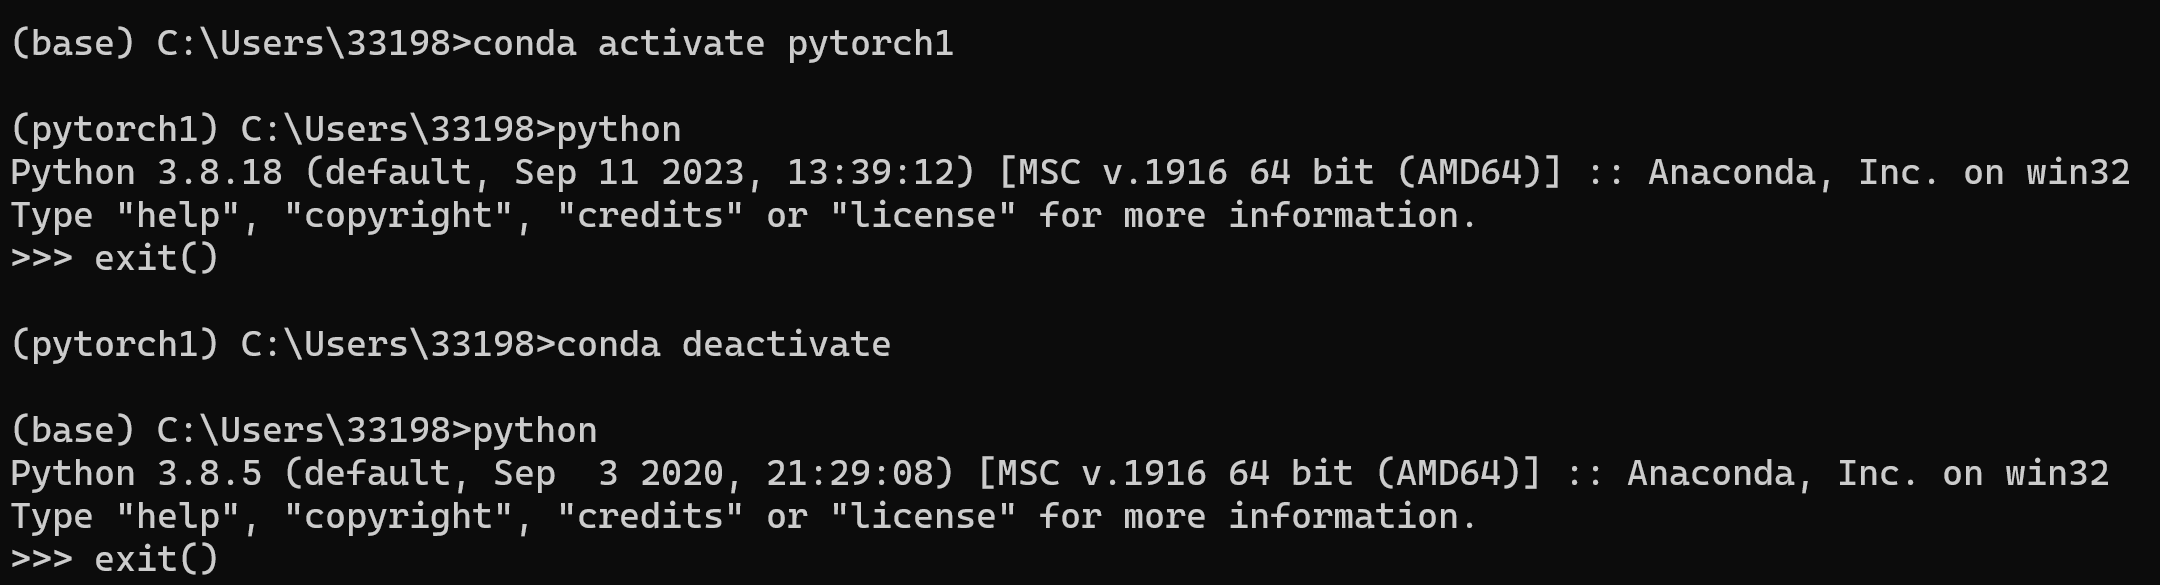 (base) C:\Users\33198>conda activate pytorch1
(pytorch1) C:\Users\33198>python
Python 3.8.18 (default, Sep 11 2023, 13:39:12) [MSC v.1916 64 bit (AMD64)] :: Anaconda, Inc. on win32
Type "help", "copyright", "credits" or "license" for more information.
>>> exit()
(pytorch1) C:\Users\33198>conda deactivate
(base) C:\Users\33198>python
Python 3.8.5 (default, Sep  3 2020, 21:29:08) [MSC v.1916 64 bit (AMD64)] :: Anaconda, Inc. on win32
Type "help", "copyright", "credits" or "license" for more information.
>>> exit()